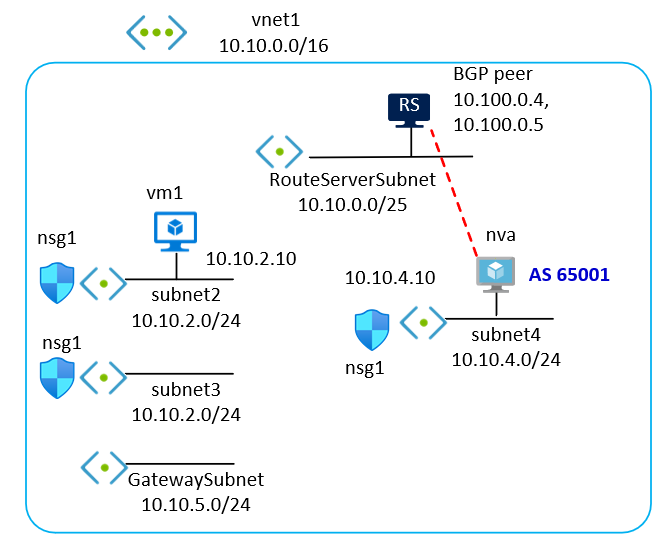 vnet1
10.10.0.0/16
BGP peer
10.100.0.4,
10.100.0.5
RS
RouteServerSubnet
10.10.0.0/25
vm1
nsg1
10.10.2.10
subnet2
10.10.2.0/24
nva
AS 65001
10.10.4.10
nsg1
subnet4
10.10.4.0/24
nsg1
subnet3
10.10.2.0/24
GatewaySubnet
10.10.5.0/24